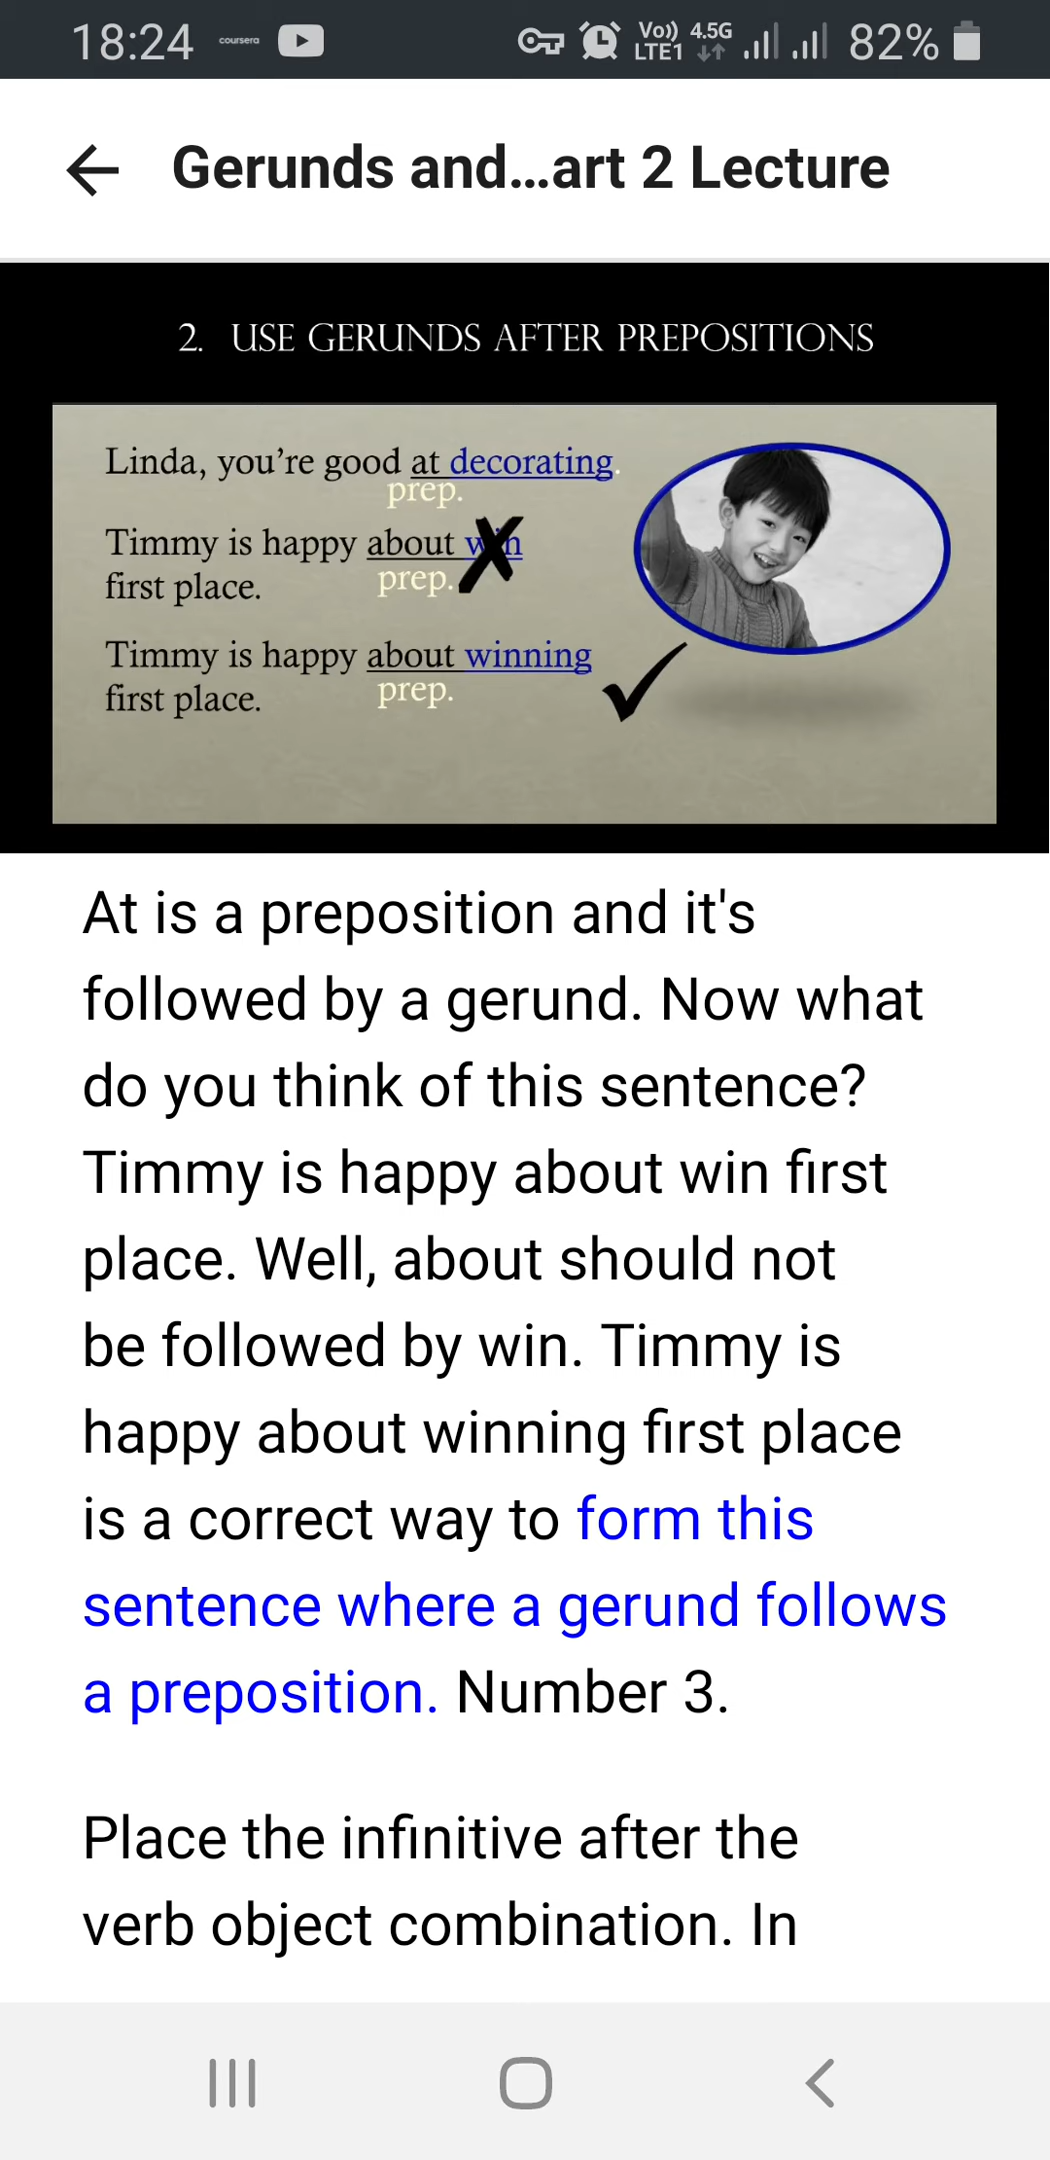 18:24 coursera Vo)) LTE1 4.5G 82%
Gerunds and...art 2 Lecture
2. USE GERUNDS AFTER PREPOSITIONS
Linda, you're good at decorating.
prep.
Timmy is happy about win
first place. prep.
Timmy is happy about winning
first place. prep.
At is a preposition and it's
followed by a gerund. Now what
do you think of this sentence?
Timmy is happy about win first
place. Well, about should not
be followed by win. Timmy is
happy about winning first place
is a correct way to form this
sentence where a gerund follows
a preposition. Number 3.
Place the infinitive after the
verb object combination. In